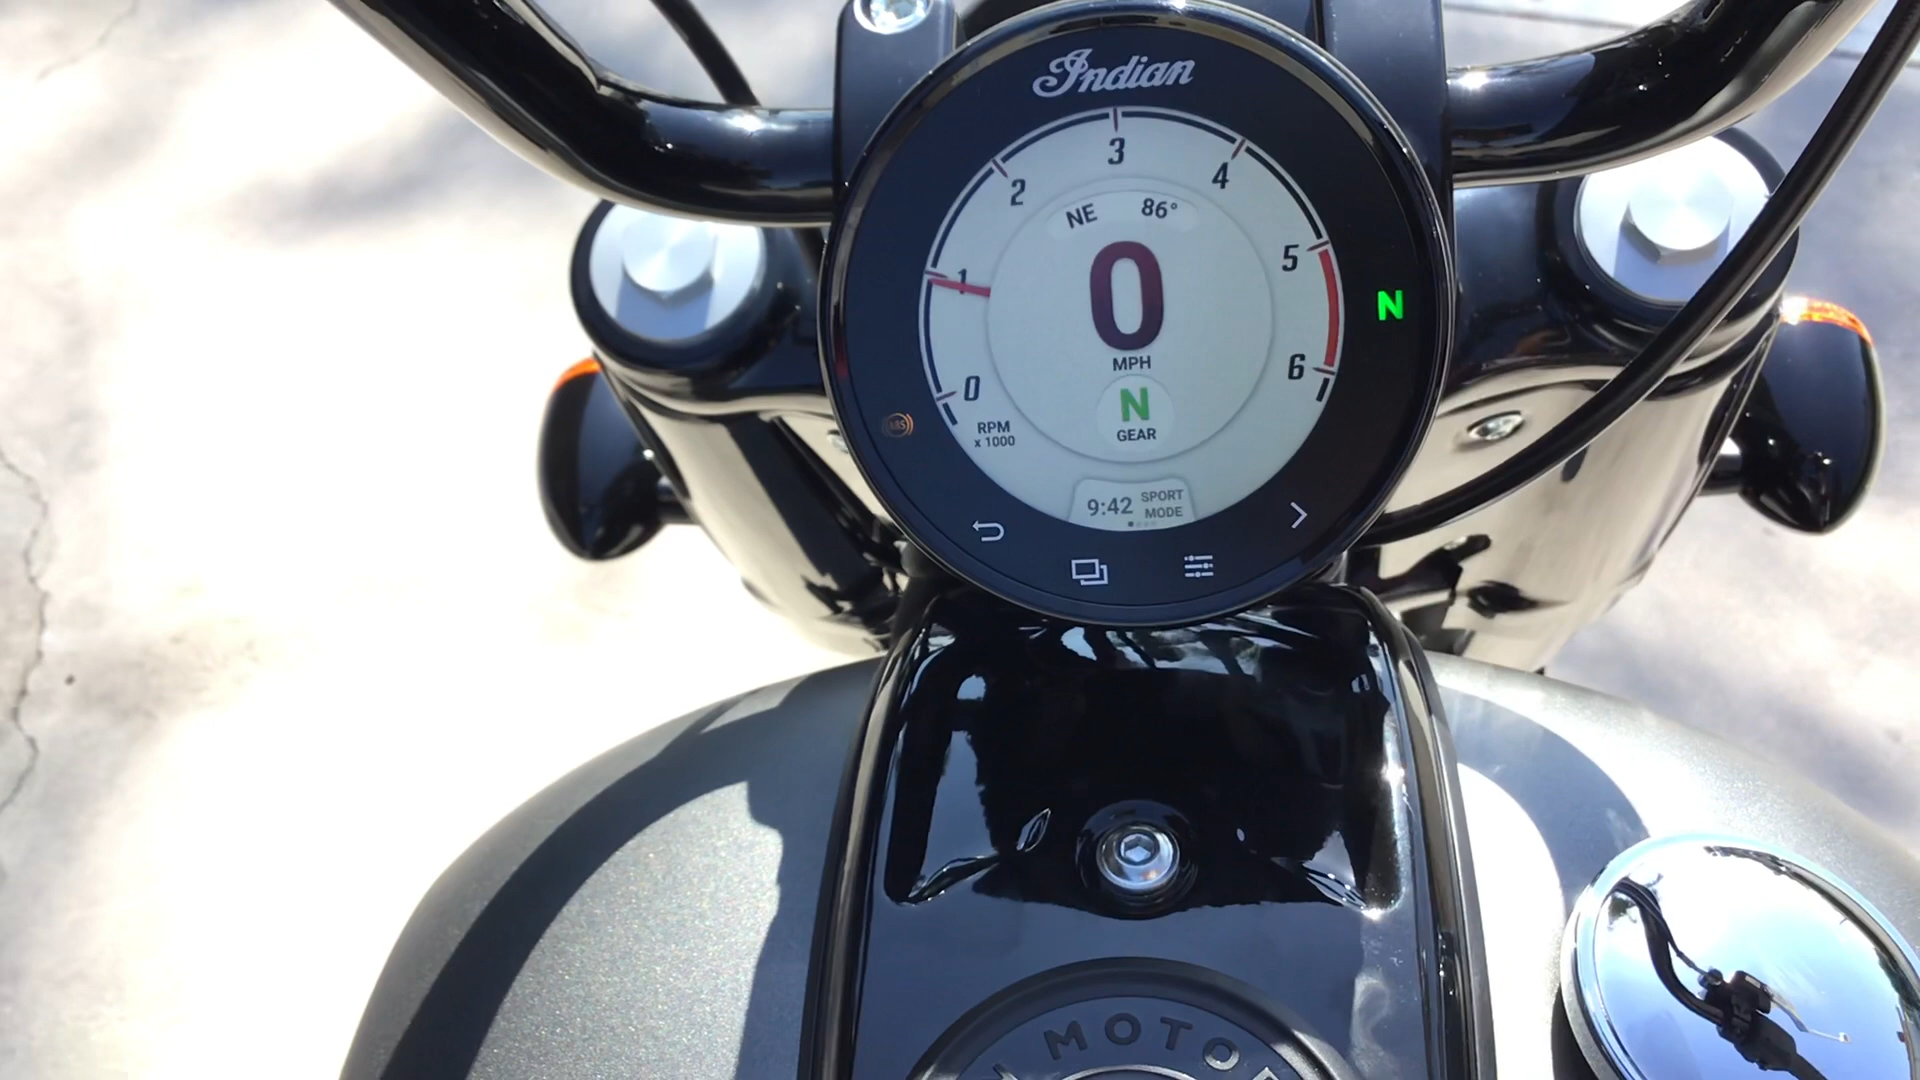 Indian
3
2
4
NE 86°
1
5
0
MPH
N
6
0
N
GEAR
RPM
x 1000
ABS
9:42 SPORT
MODE
MOTO